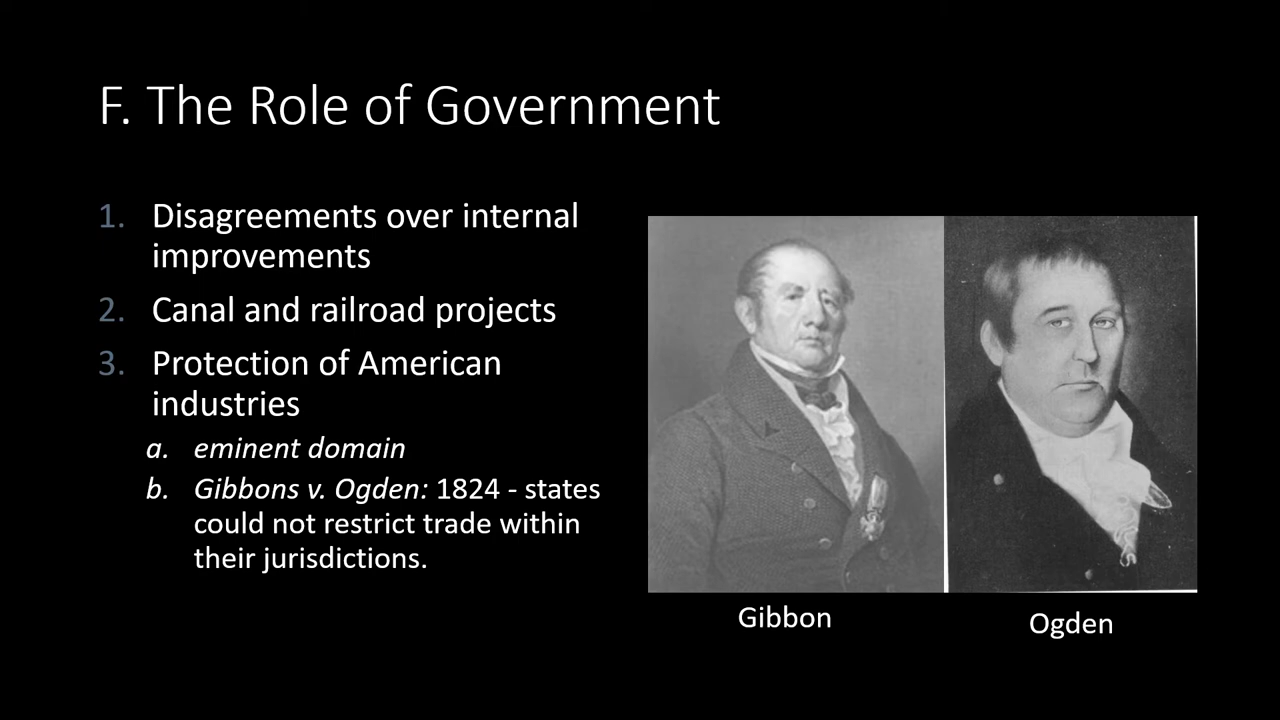 F. The Role of Government
1. Disagreements over internal
improvements
2. Canal and railroad projects
3. Protection of American
industries
a. eminent domain
b. Gibbons v. Ogden: 1824 - states
could not restrict trade within
their jurisdictions.
Gibbon
Ogden